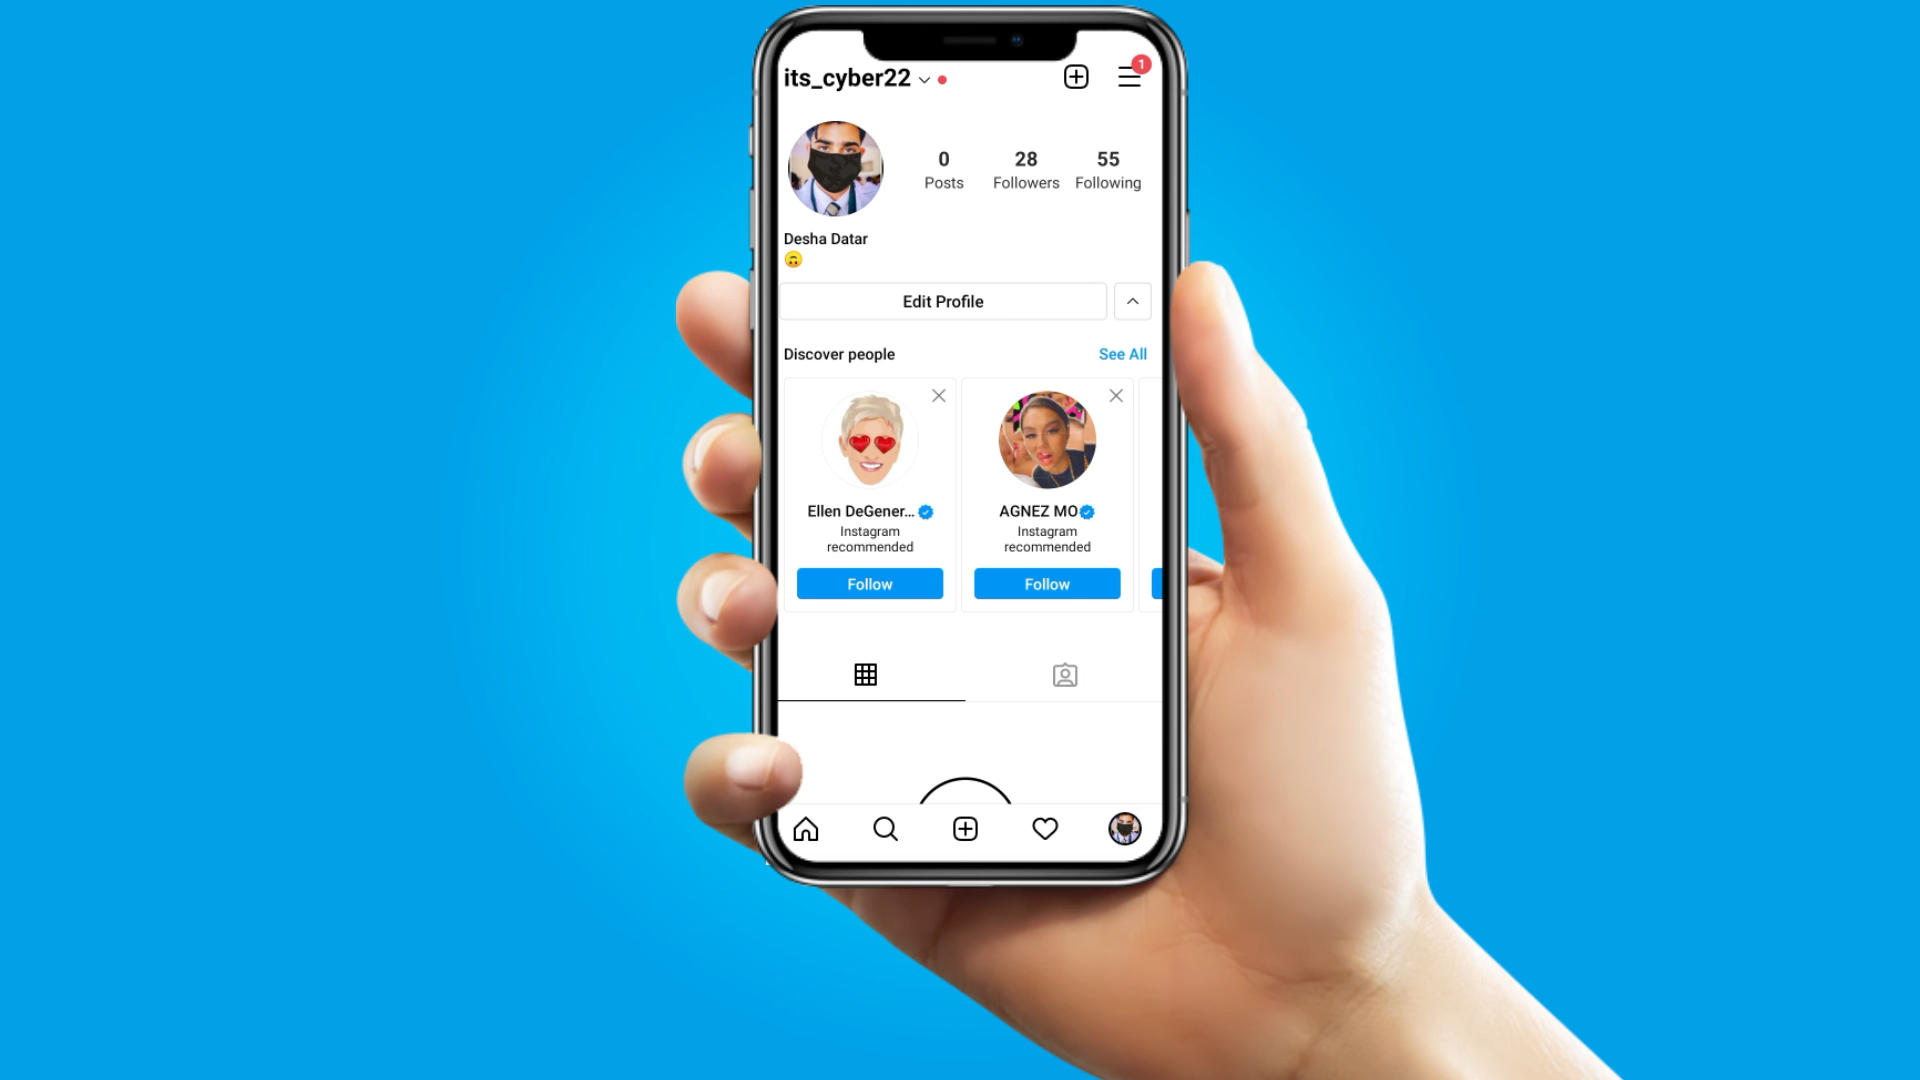 its_cyber22
1
0
Posts
28
Followers
55
Following
Desha Datar
Edit Profile
Discover people
See All
Ellen DeGener...
Instagram
recommended
Follow
AGNEZ MO
Instagram
recommended
Follow